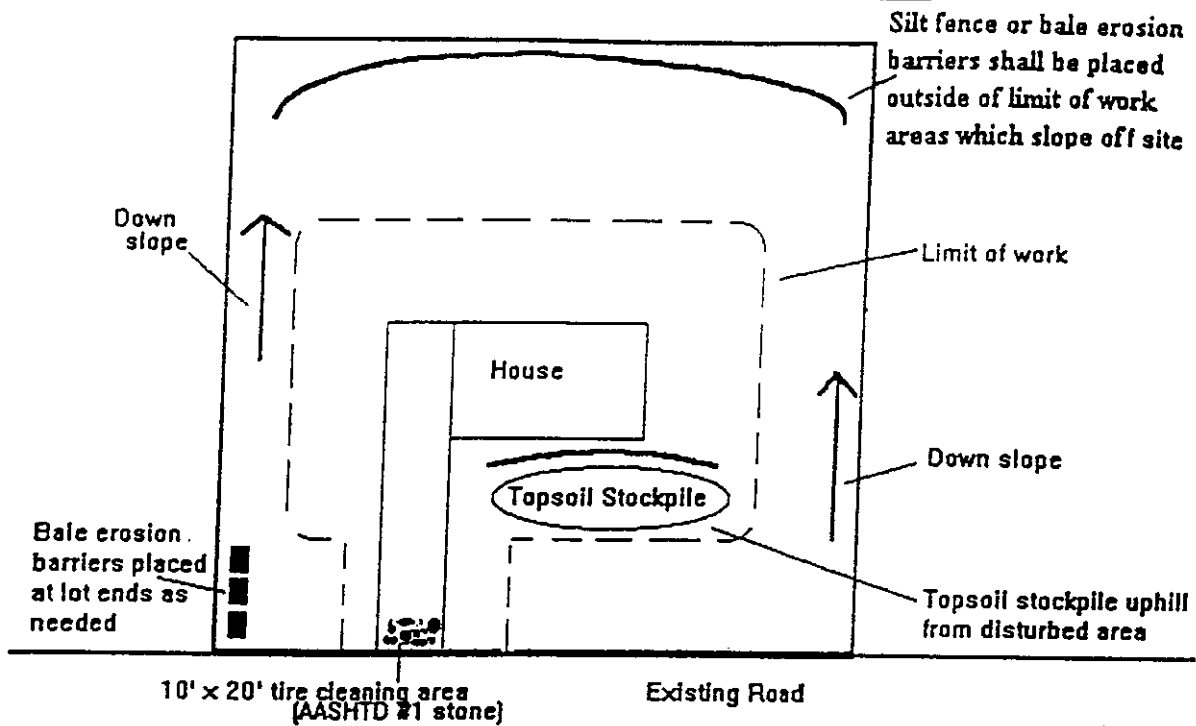 Silt fence or bale erosion
barriers shall be placed
outside of limit of work
areas which slope off site
Down
slope
Limit of work
House
Down slope
Topsoil Stockpile
Bale erosion
barriers placed
at lot ends as
needed
Topsoil stockpile uphill
from disturbed area
10' x 20' tire cleaning area
(AASHTD #1 stone)
Existing Road